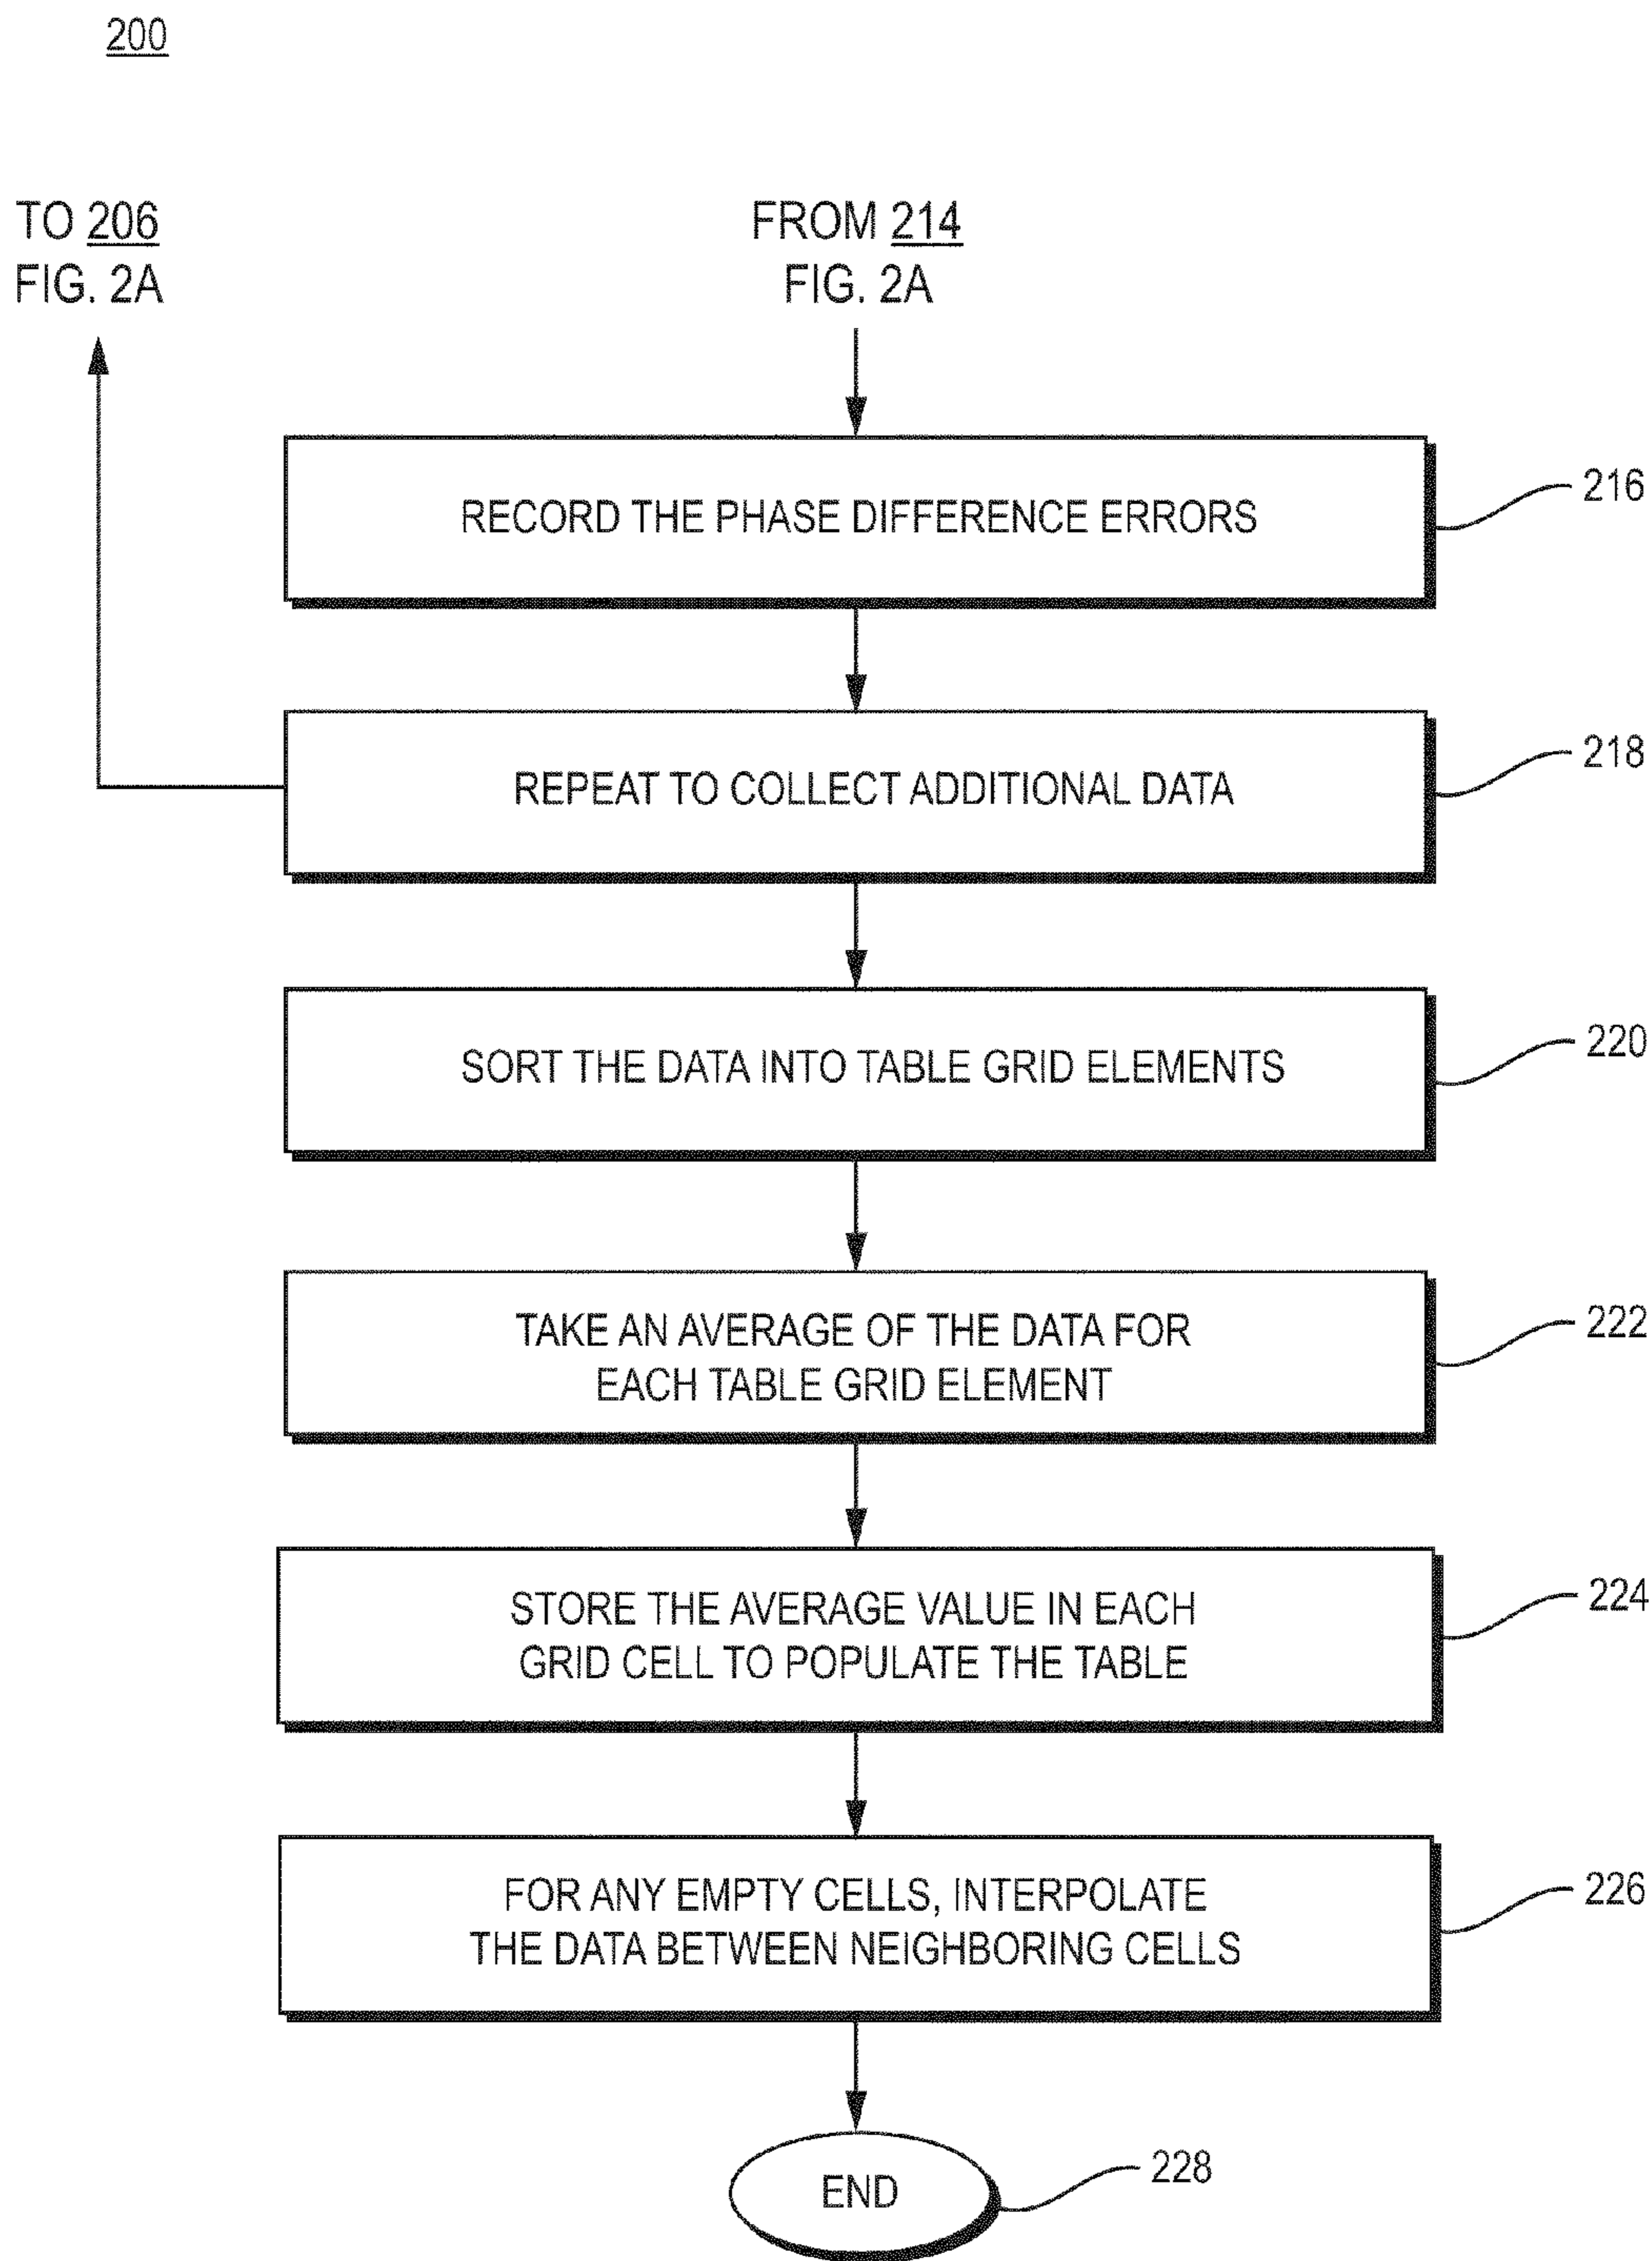 200
TO 206
FIG. 2A
FROM 214
FIG. 2A
RECORD THE PHASE DIFFERENCE ERRORS
216
REPEAT TO COLLECT ADDITIONAL DATA
218
SORT THE DATA INTO TABLE GRID ELEMENTS
220
TAKE AN AVERAGE OF THE DATA FOR
EACH TABLE GRID ELEMENT
222
STORE THE AVERAGE VALUE IN EACH
GRID CELL TO POPULATE THE TABLE
224
FOR ANY EMPTY CELLS, INTERPOLATE
THE DATA BETWEEN NEIGHBORING CELLS
226
END
228